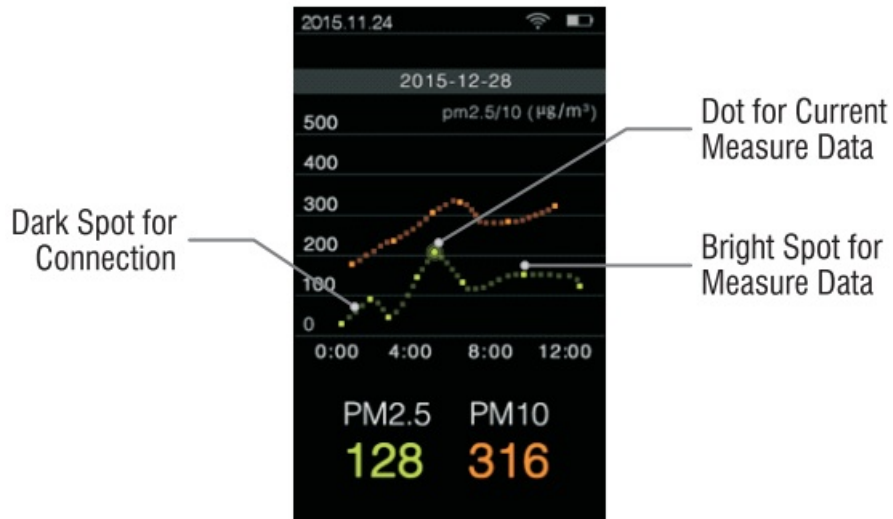 2015.11.24
2015-12-28
pm2.5/10 (μg/m³)
500
400
300
200
100
0
0:00 4:00 8:00 12:00
PM2.5 PM10
128 316
Dark Spot for
Connection
Dot for Current
Measure Data
Bright Spot for
Measure Data